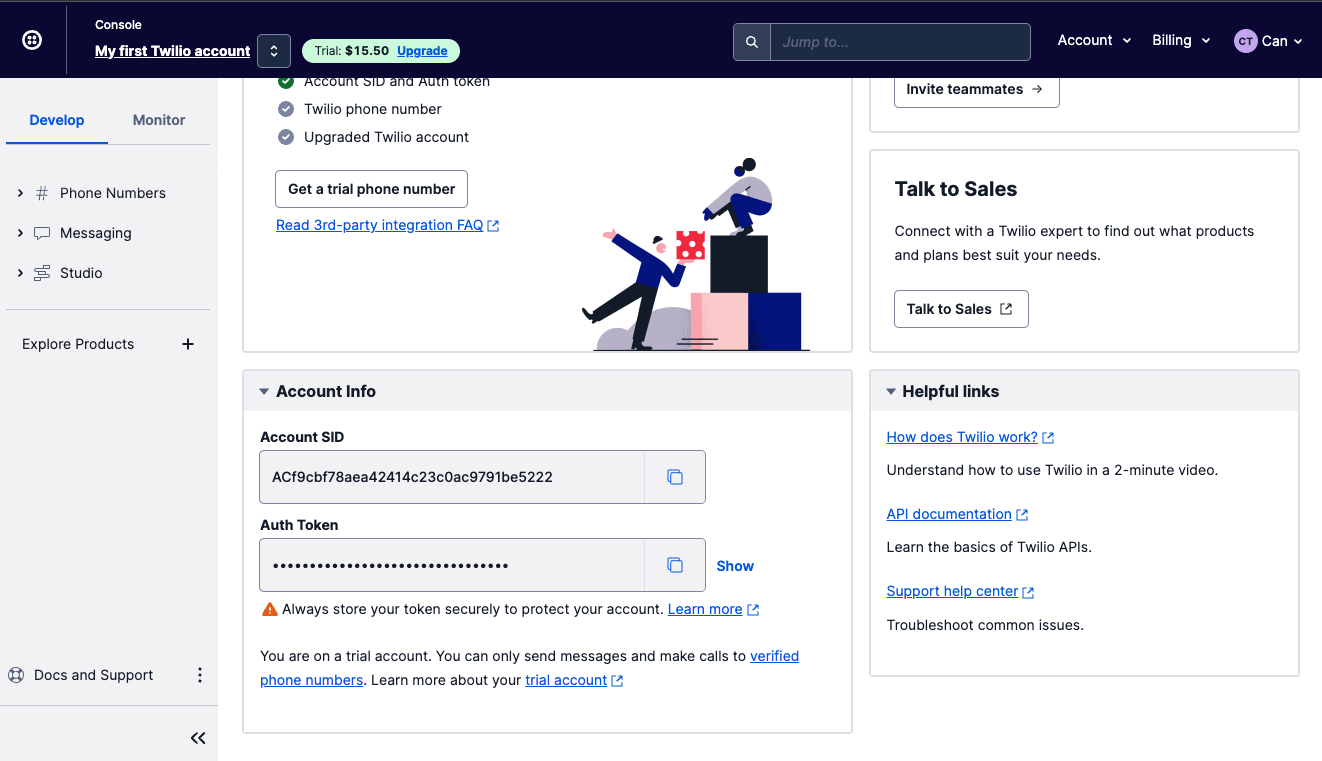 Console
My first Twilio account
Trial: $15.50 Upgrade
Jump to...
Account
Billing
CT
Can
Develop
Monitor
Phone Numbers
Messaging
Studio
Explore Products
Docs and Support
Account SID and Auth token
Twilio phone number
Upgraded Twilio account
Get a trial phone number
Read 3rd-party integration FAQ
Invite teammates
Talk to Sales
Connect with a Twilio expert to find out what products
and plans best suit your needs.
Talk to Sales
Account Info
Account SID
ACf9cbf78aea42414c23c0ac9791be5222
Auth Token
••••••••••••••••••••••••••••••••
Show
Always store your token securely to protect your account. Learn more
You are on a trial account. You can only send messages and make calls to verified
phone numbers. Learn more about your trial account
Helpful links
How does Twilio work?
Understand how to use Twilio in a 2-minute video.
API documentation
Learn the basics of Twilio APIs.
Support help center
Troubleshoot common issues.